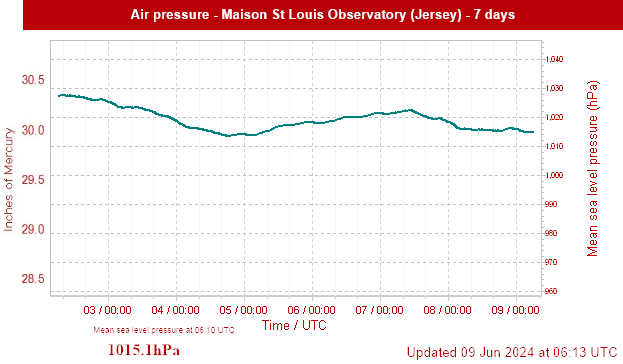 Air pressure - Maison St Louis Observatory (Jersey) - 7 days
Inches of Mercury
30.5
30.0
29.5
29.0
28.5
1,040
1,030
1,020
1,010
1,000
990
980
970
960
Mean sea level pressure (hPa)
03 / 00:00 04 / 00:00 05 / 00:00 06 / 00:00 07 / 00:00 08 / 00:00 09 / 00:00
Time / UTC
Mean sea level pressure at 06:10 UTC
1015.1hPa
Updated 09 Jun 2024 at 06:13 UTC